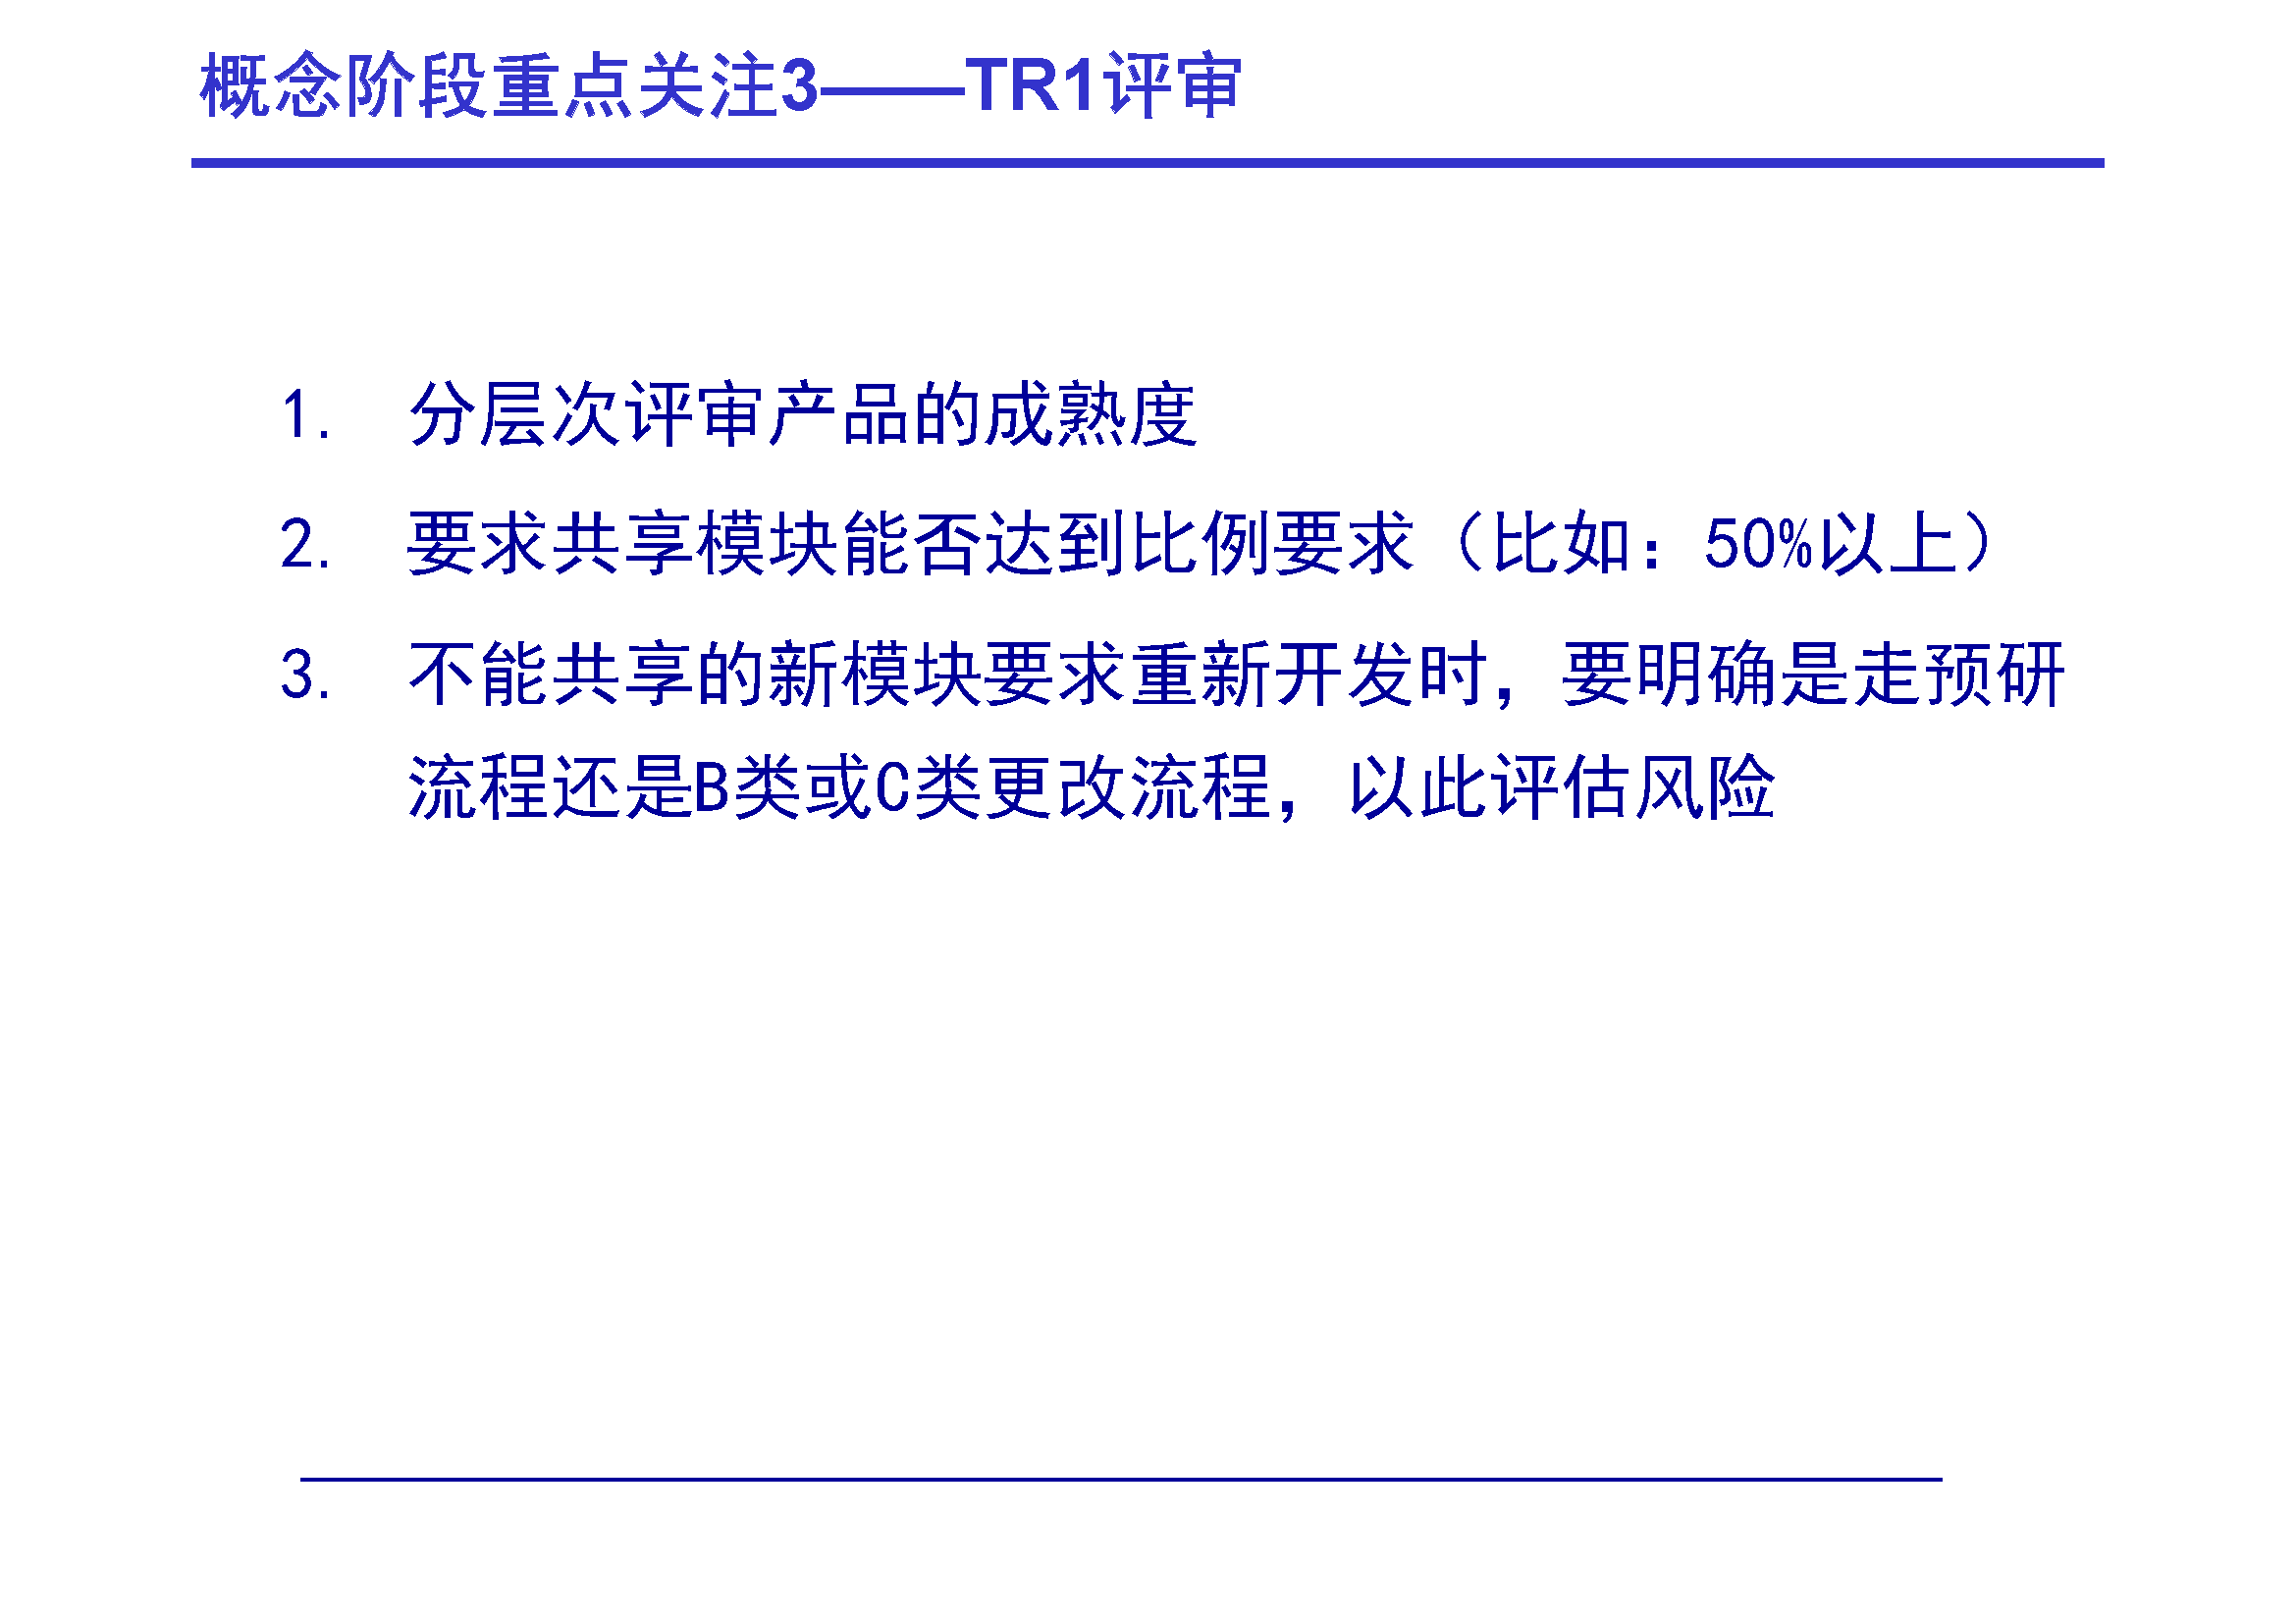 概念阶段重点关注3——TR1评审
1. 分层次评审产品的成熟度
2. 要求共享模块能否达到比例要求（比如：50%以上）
3. 不能共享的新模块要求重新开发时，要明确是走预研
流程还是B类或C类更改流程，以此评估风险